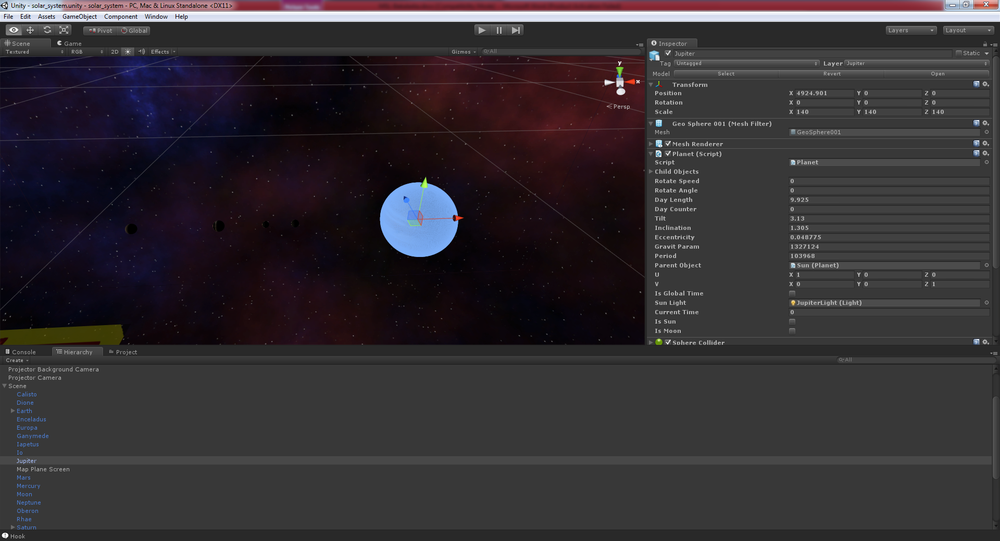 Unity - solar_system.unity - solar_system - PC, Mac & Linux Standalone <DX11>
File Edit Assets GameObject Component Window Help
Pivot Global Layers Layout
Scene Game
Textured RGB 2D Effects Gizmos All
y
x
Persp
Inspector
Jupiter Static
Tag Untagged Layer Jupiter
Model Select Revert Open
Transform
Position X 4924.901 Y 0 Z 0
Rotation X 0 Y 0 Z 0
Scale X 140 Y 140 Z 140
Geo Sphere 001 (Mesh Filter)
Mesh GeoSphere001
Mesh Renderer
Planet (Script)
Script Planet
Child Objects
Rotate Speed 0
Rotate Angle 0
Day Length 9.925
Day Counter 0
Tilt 3.13
Inclination 1.305
Eccentricity 0.048775
Gravit Param 1327124
Period 103968
Parent Object Sun (Planet)
U X 1 Y 0 Z 0
V X 0 Y 0 Z 1
Is Global Time
Sun Light JupiterLight (Light)
Current Time 0
Is Sun
Is Moon
Sphere Collider
Console Hierarchy Project
Create All
Projector Background Camera
Projector Camera
Scene
Calisto
Dione
Earth
Enceladus
Europa
Ganymede
Iapetus
Io
Jupiter
Map Plane Screen
Mars
Mercury
Moon
Neptune
Oberon
Rhae
Saturn
Hook